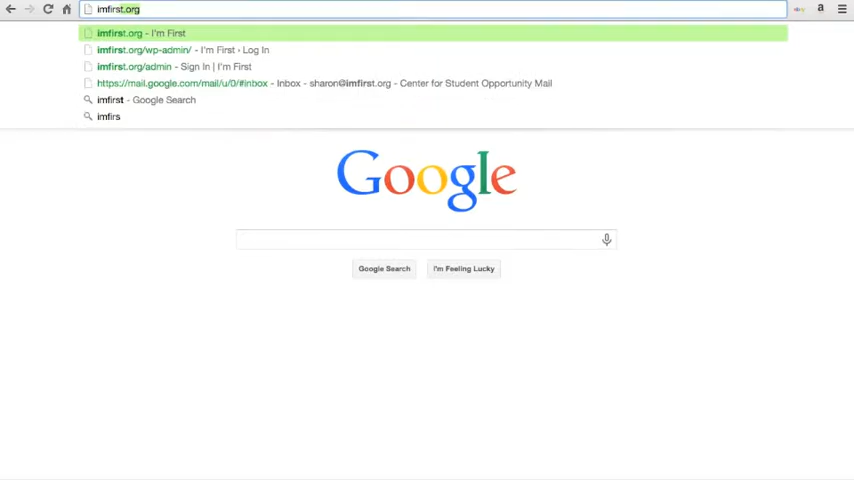 imfirst.org
imfirst.org - I'm First
imfirst.org/wp-admin/ - I'm First › Log In
imfirst.org/admin - Sign In | I'm First
https://mail.google.com/mail/u/0/#inbox - Inbox - sharon@imfirst.org - Center for Student Opportunity Mail
imfirst - Google Search
imfirs
Google
Google Search I'm Feeling Lucky